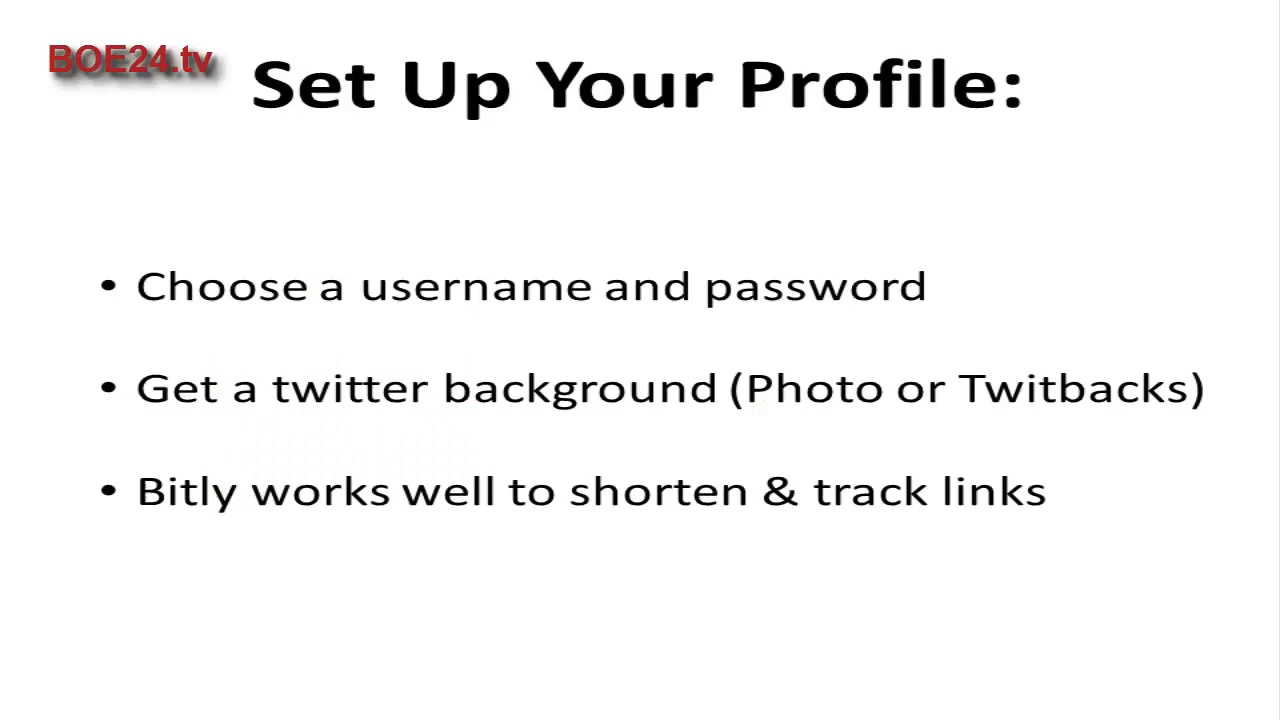 BOE24.tv
Set Up Your Profile:
• Choose a username and password
• Get a twitter background (Photo or Twitbacks)
• Bitly works well to shorten & track links